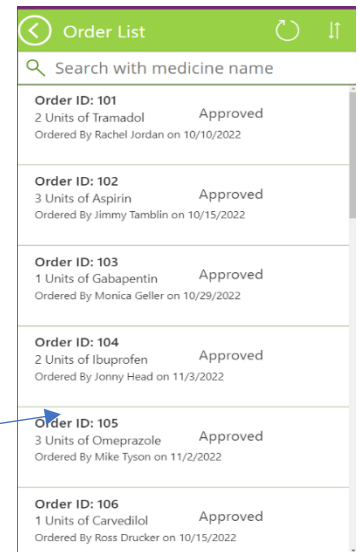 Order List
Search with medicine name
Order ID: 101
2 Units of Tramadol Approved
Ordered By Rachel Jordan on 10/10/2022
Order ID: 102
3 Units of Aspirin Approved
Ordered By Jimmy Tamblin on 10/15/2022
Order ID: 103
1 Units of Gabapentin Approved
Ordered By Monica Geller on 10/29/2022
Order ID: 104
2 Units of Ibuprofen Approved
Ordered By Jonny Head on 11/3/2022
Order ID: 105
3 Units of Omeprazole Approved
Ordered By Mike Tyson on 11/2/2022
Order ID: 106
1 Units of Carvedilol Approved
Ordered By Ross Drucker on 10/15/2022